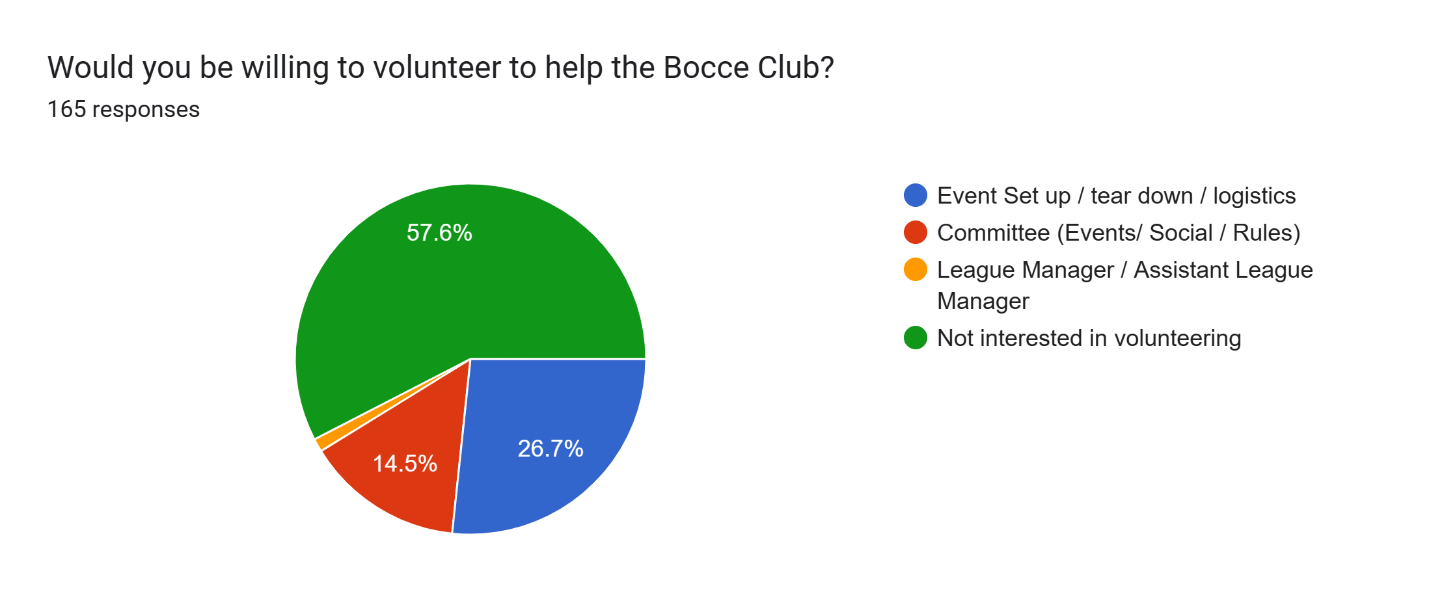 Would you be willing to volunteer to help the Bocce Club?
165 responses
57.6%
26.7%
14.5%
Event Set up / tear down / logistics
Committee (Events/ Social / Rules)
League Manager / Assistant League
Manager
Not interested in volunteering